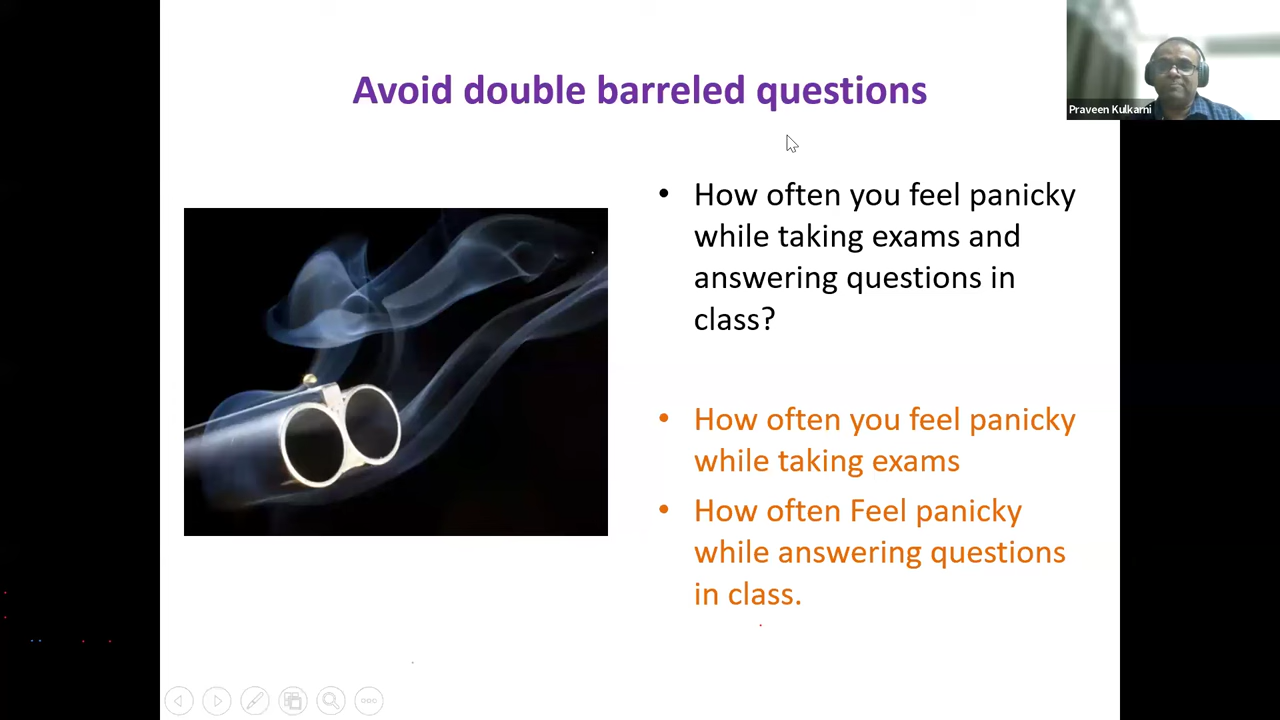 Avoid double barreled questions
Praveen Kulkarni
• How often you feel panicky
while taking exams and
answering questions in
class?
• How often you feel panicky
while taking exams
• How often Feel panicky
while answering questions
in class.